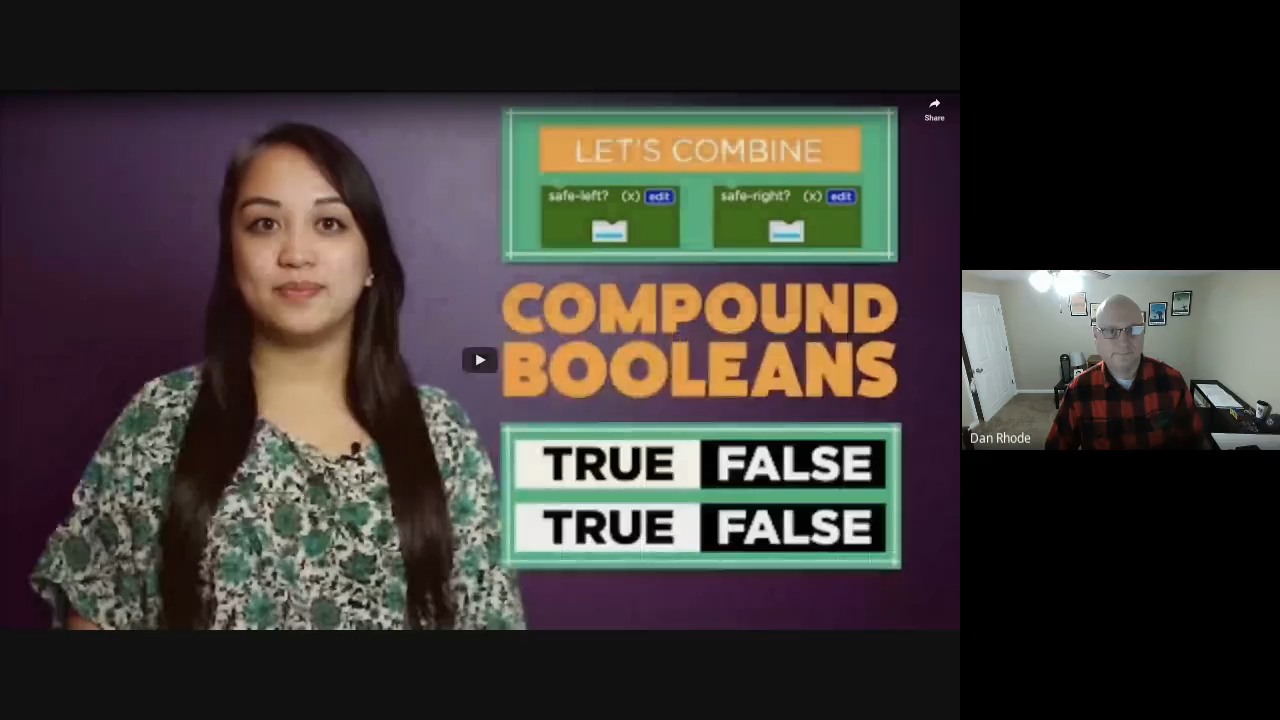 Share
LET'S COMBINE
safe-left? (x) edit
safe-right? (x) edit
COMPOUND
BOOLEANS
TRUE FALSE
TRUE FALSE
Dan Rhode